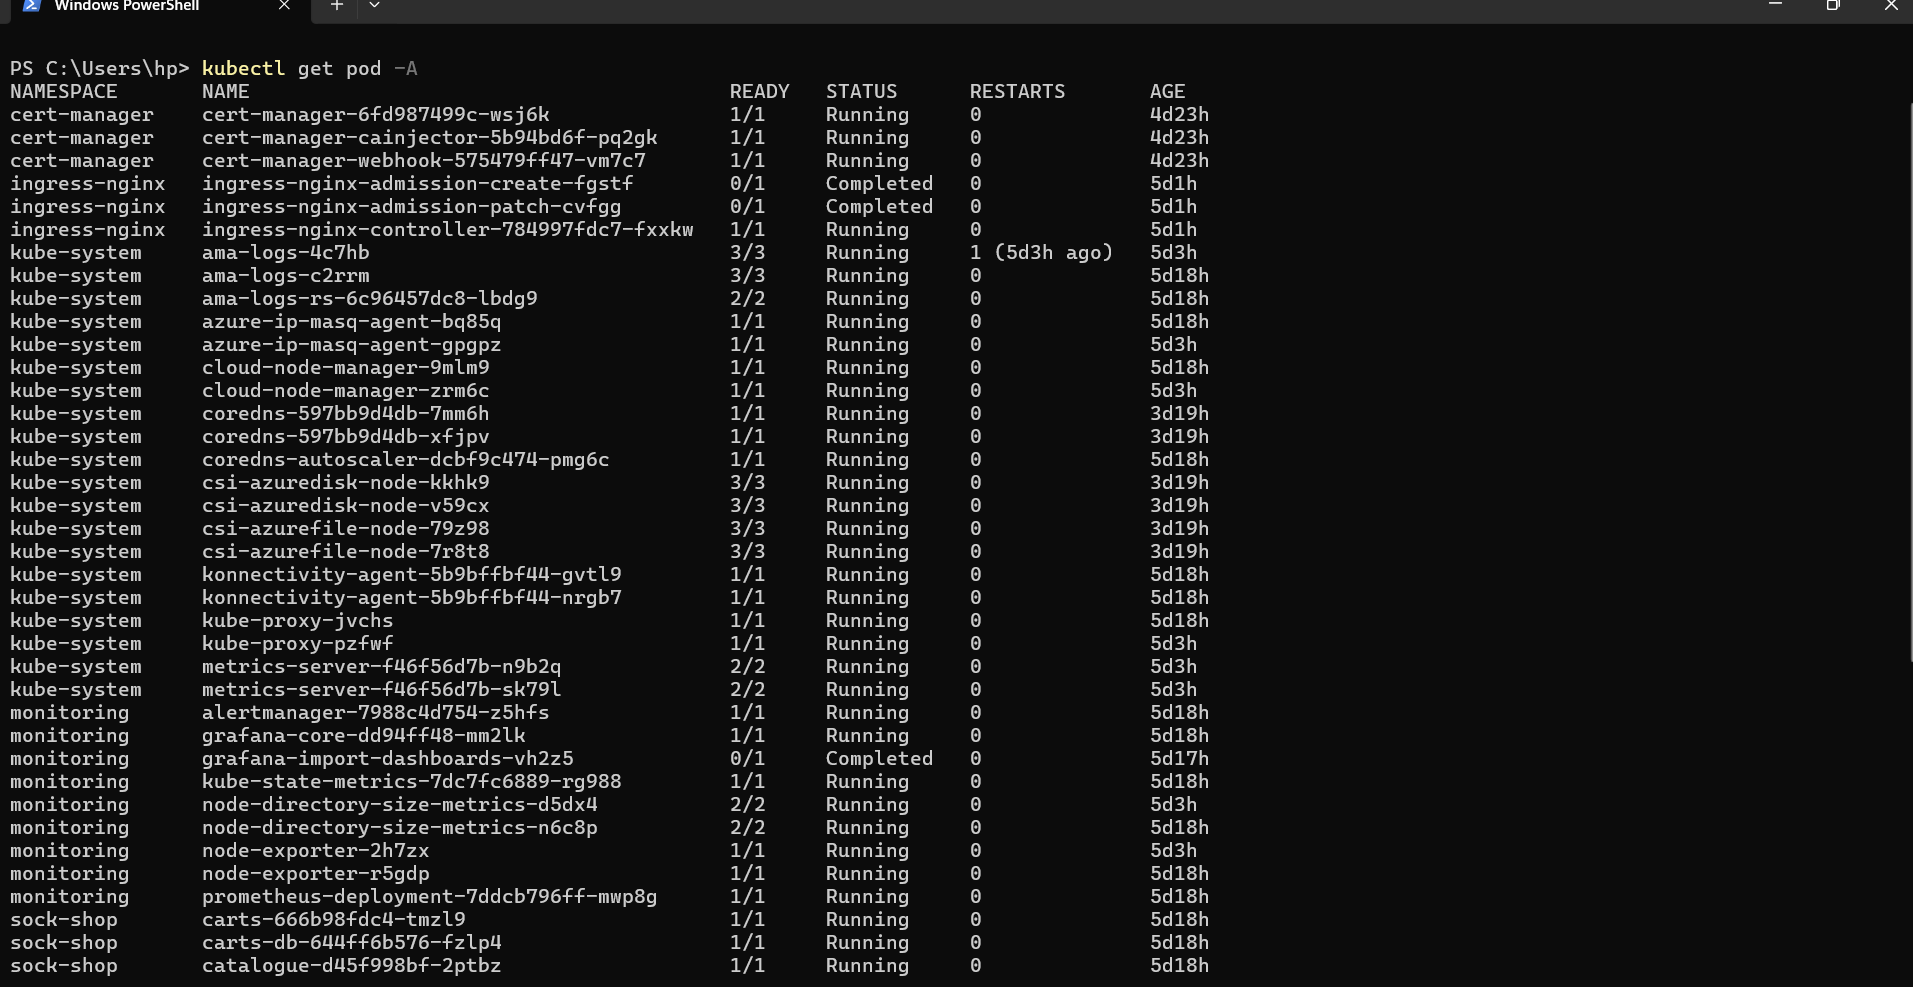 Windows PowerShell
PS C:\Users\hp> kubectl get pod -A
NAMESPACE NAME READY STATUS RESTARTS AGE
cert-manager cert-manager-6fd987499c-wsj6k 1/1 Running 0 4d23h
cert-manager cert-manager-cainjector-5b94bd6f-pq2gk 1/1 Running 0 4d23h
cert-manager cert-manager-webhook-575479ff47-vm7c7 1/1 Running 0 4d23h
ingress-nginx ingress-nginx-admission-create-fgstf 0/1 Completed 0 5d1h
ingress-nginx ingress-nginx-admission-patch-cvfgg 0/1 Completed 0 5d1h
ingress-nginx ingress-nginx-controller-784997fdc7-fxxkw 1/1 Running 0 5d1h
kube-system ama-logs-4c7hb 3/3 Running 1 (5d3h ago) 5d3h
kube-system ama-logs-c2rrm 3/3 Running 0 5d18h
kube-system ama-logs-rs-6c96457dc8-lbdg9 2/2 Running 0 5d18h
kube-system azure-ip-masq-agent-bq85q 1/1 Running 0 5d18h
kube-system azure-ip-masq-agent-gpgpz 1/1 Running 0 5d3h
kube-system cloud-node-manager-9mlm9 1/1 Running 0 5d18h
kube-system cloud-node-manager-zrm6c 1/1 Running 0 5d3h
kube-system coredns-597bb9d4db-7mm6h 1/1 Running 0 3d19h
kube-system coredns-597bb9d4db-xfjpv 1/1 Running 0 3d19h
kube-system coredns-autoscaler-dcbf9c474-pmg6c 1/1 Running 0 5d18h
kube-system csi-azuredisk-node-kkhk9 3/3 Running 0 3d19h
kube-system csi-azuredisk-node-v59cx 3/3 Running 0 3d19h
kube-system csi-azurefile-node-79z98 3/3 Running 0 3d19h
kube-system csi-azurefile-node-7r8t8 3/3 Running 0 3d19h
kube-system konnectivity-agent-5b9bffbf44-gvtl9 1/1 Running 0 5d18h
kube-system konnectivity-agent-5b9bffbf44-nrgb7 1/1 Running 0 5d18h
kube-system kube-proxy-jvchs 1/1 Running 0 5d18h
kube-system kube-proxy-pzfwf 1/1 Running 0 5d3h
kube-system metrics-server-f46f56d7b-n9b2q 2/2 Running 0 5d3h
kube-system metrics-server-f46f56d7b-sk79l 2/2 Running 0 5d3h
monitoring alertmanager-7988c4d754-z5hfs 1/1 Running 0 5d18h
monitoring grafana-core-dd94ff48-mm2lk 1/1 Running 0 5d18h
monitoring grafana-import-dashboards-vh2z5 0/1 Completed 0 5d17h
monitoring kube-state-metrics-7dc7fc6889-rg988 1/1 Running 0 5d18h
monitoring node-directory-size-metrics-d5dx4 2/2 Running 0 5d3h
monitoring node-directory-size-metrics-n6c8p 2/2 Running 0 5d18h
monitoring node-exporter-2h7zx 1/1 Running 0 5d3h
monitoring node-exporter-r5gdp 1/1 Running 0 5d18h
monitoring prometheus-deployment-7ddcb796ff-mwp8g 1/1 Running 0 5d18h
sock-shop carts-666b98fdc4-tmzl9 1/1 Running 0 5d18h
sock-shop carts-db-644ff6b576-fzlp4 1/1 Running 0 5d18h
sock-shop catalogue-d45f998bf-2ptbz 1/1 Running 0 5d18h